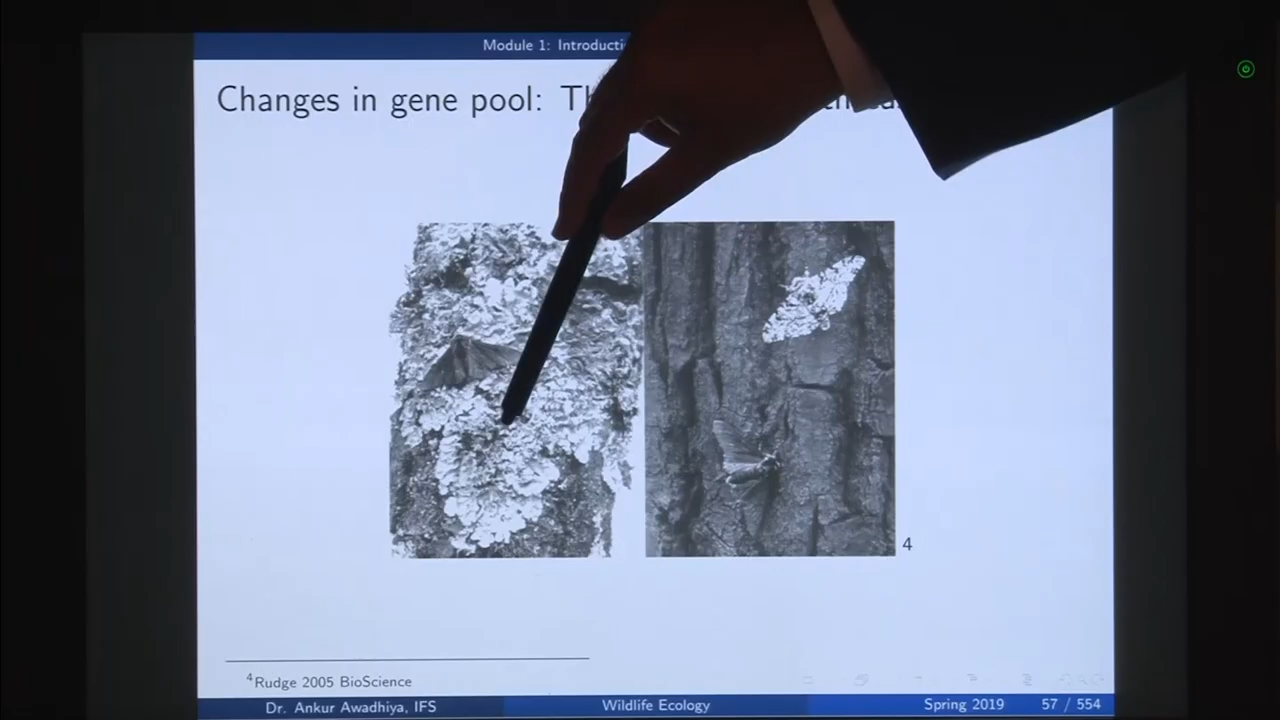 Module 1: Introducti
Changes in gene pool: Th
4
4Rudge 2005 BioScience
Dr. Ankur Awadhiya, IFS
Wildlife Ecology
Spring 2019
57 / 554